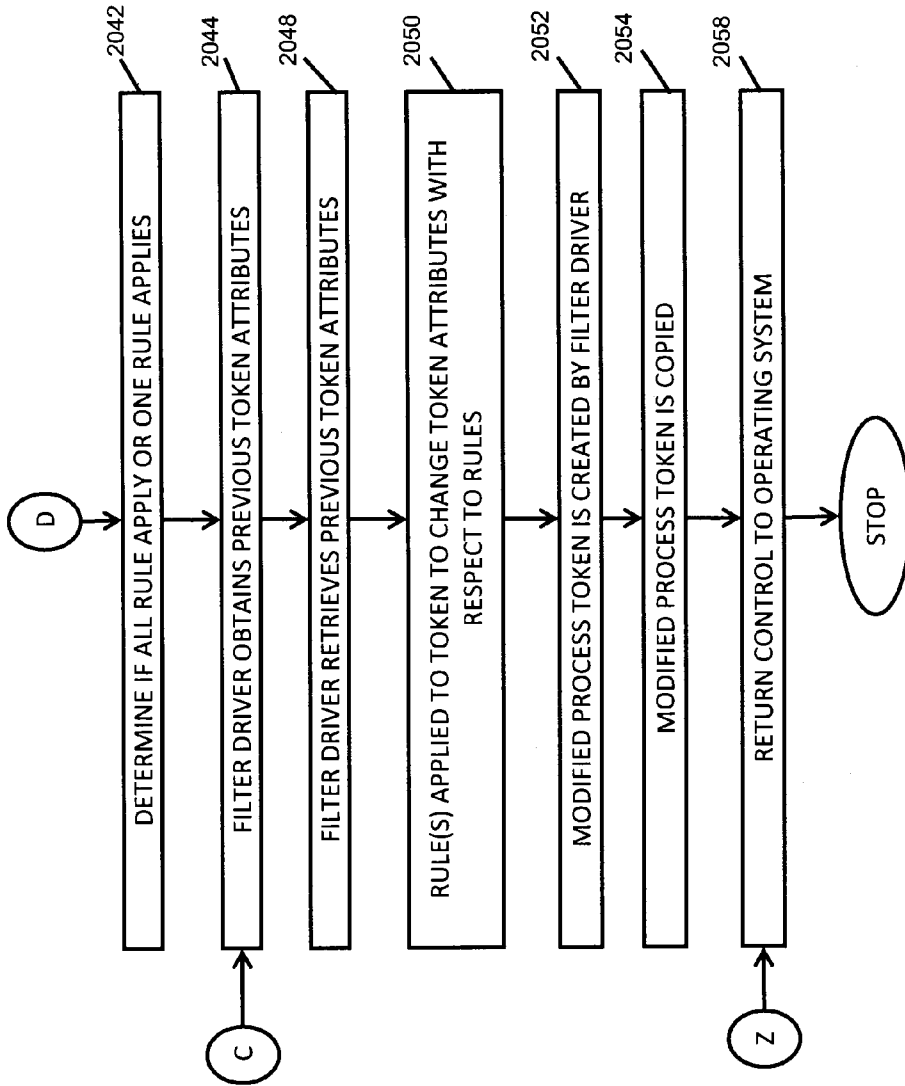 D
DETERMINE IF ALL RULE APPLY OR ONE RULE APPLIES
2042
C
FILTER DRIVER OBTAINS PREVIOUS TOKEN ATTRIBUTES
2044
FILTER DRIVER RETRIEVES PREVIOUS TOKEN ATTRIBUTES
2048
RULE(S) APPLIED TO TOKEN TO CHANGE TOKEN ATTRIBUTES WITH
RESPECT TO RULES
2050
MODIFIED PROCESS TOKEN IS CREATED BY FILTER DRIVER
2052
MODIFIED PROCESS TOKEN IS COPIED
2054
Z
RETURN CONTROL TO OPERATING SYSTEM
2058
STOP